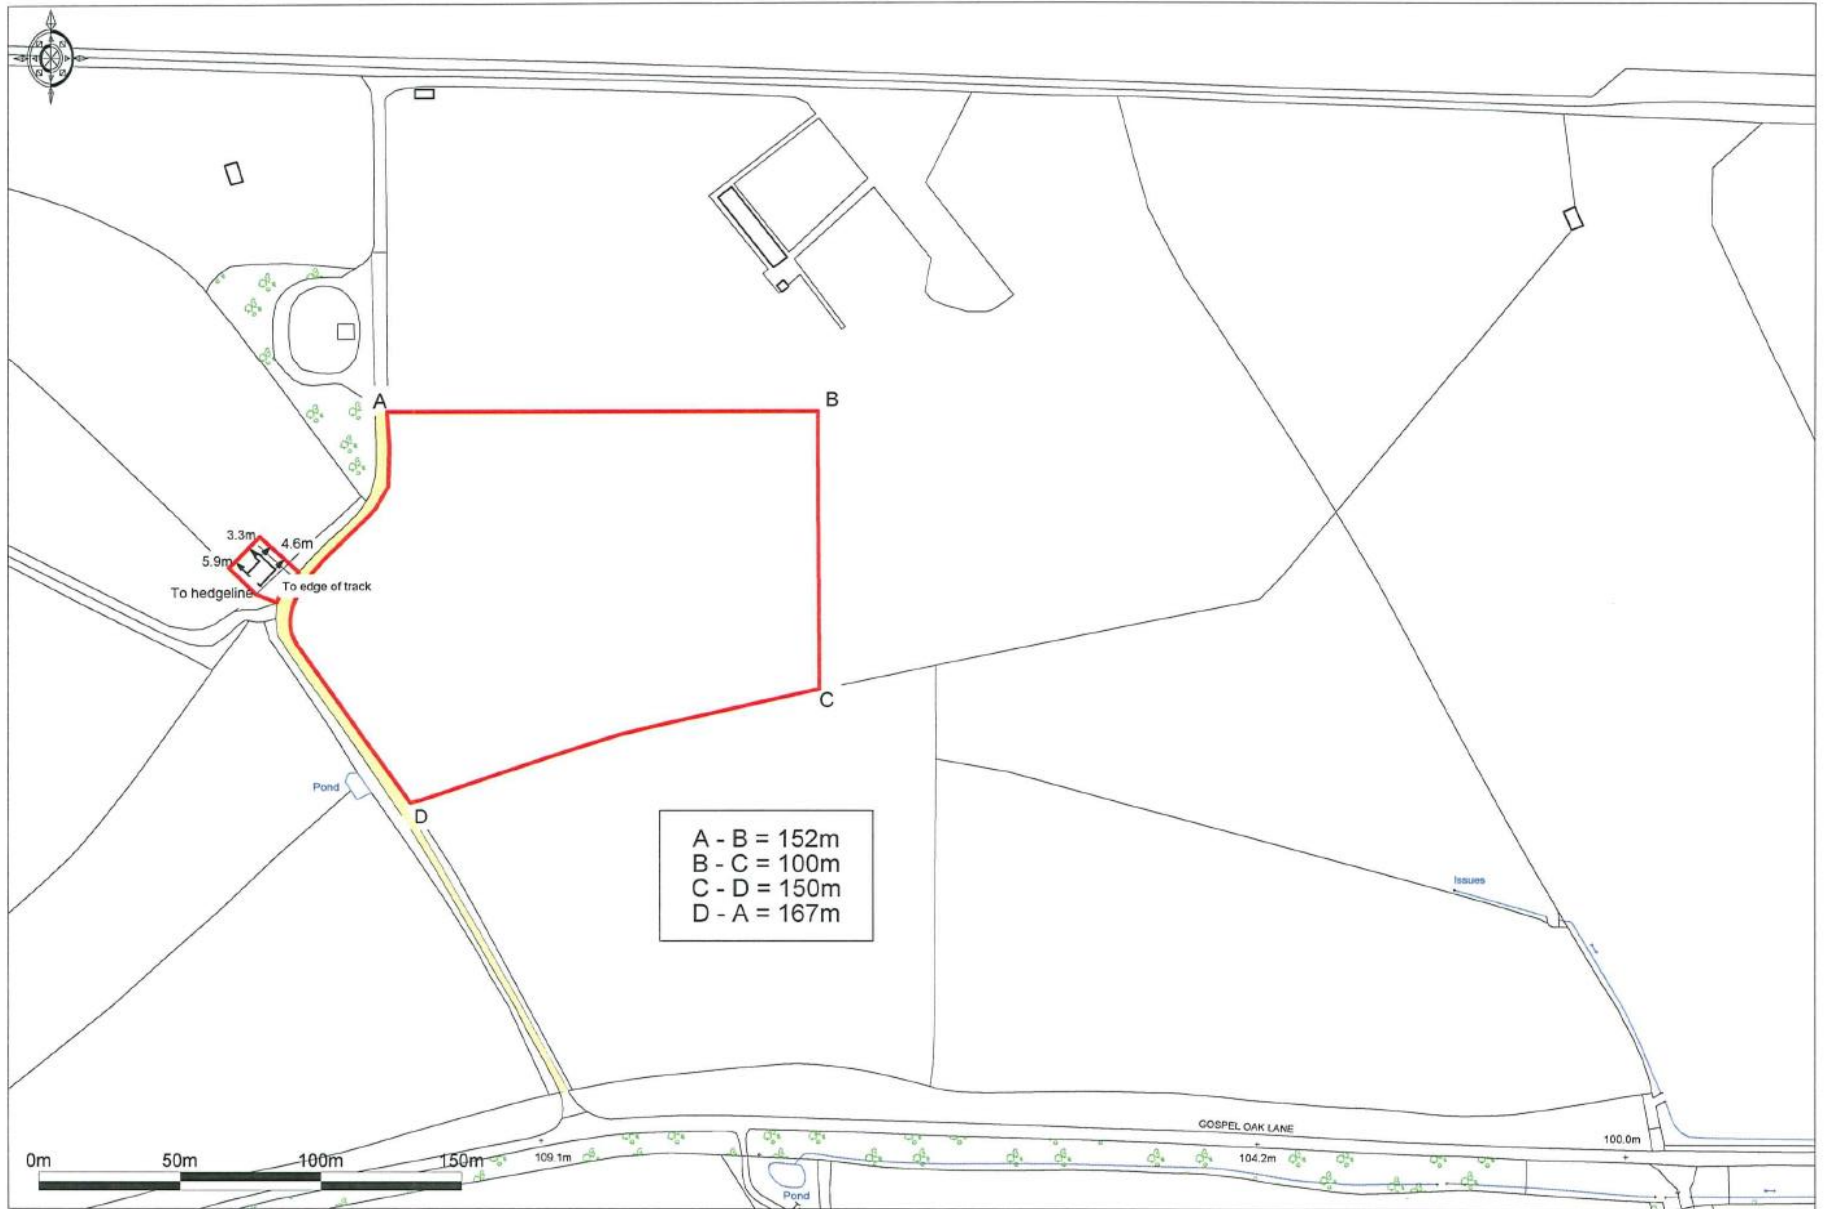 A
B
3.3m
4.6m
5.9m
To edge of track
To hedgeline
C
Pond
D
A - B = 152m
B - C = 100m
C - D = 150m
D - A = 167m
Issues
GOSPEL OAK LANE
100.0m
0m 50m 100m 150m
109.1m
104.2m
Pond